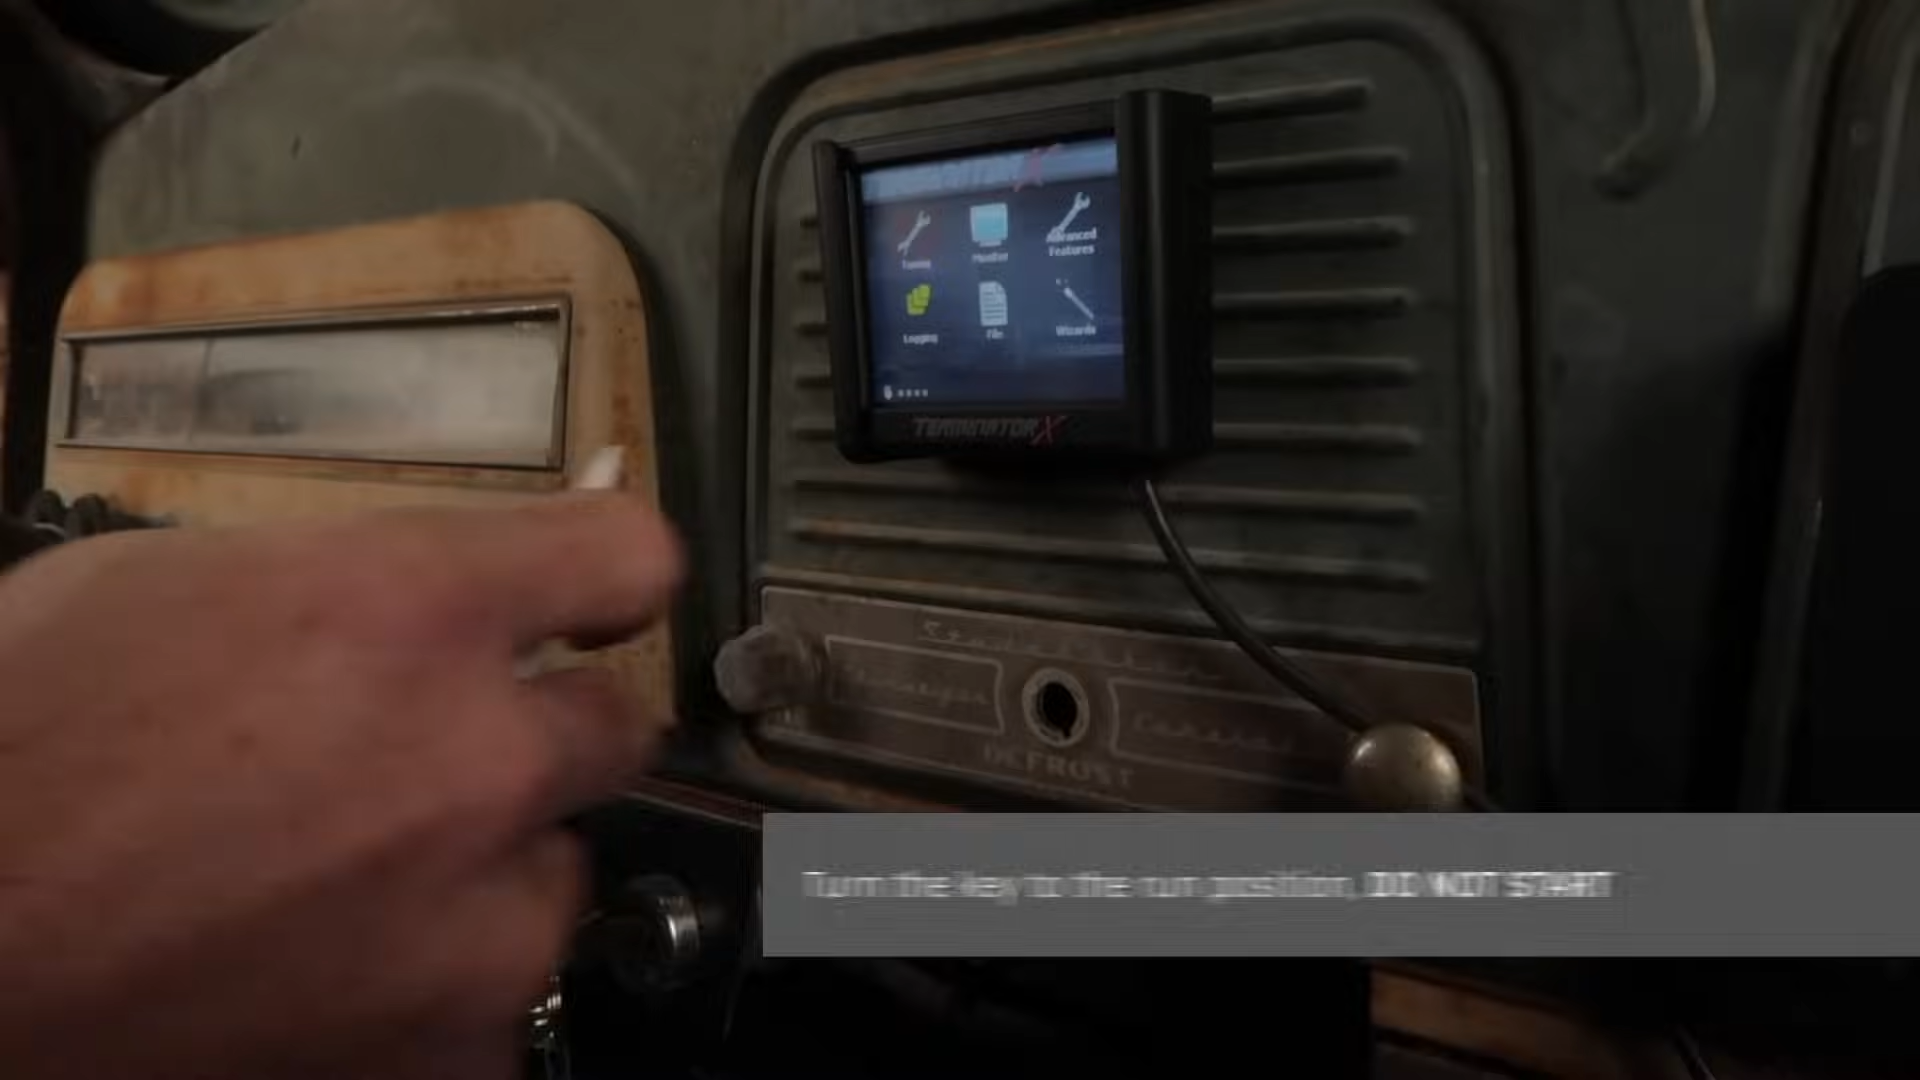 TERMINATOR X
Tuning
Monitor
Advanced
Features
Logging
File
Wizards
TERMINATOR X
Studebaker
DEFROST
Turn the key to the run position, DO NOT START